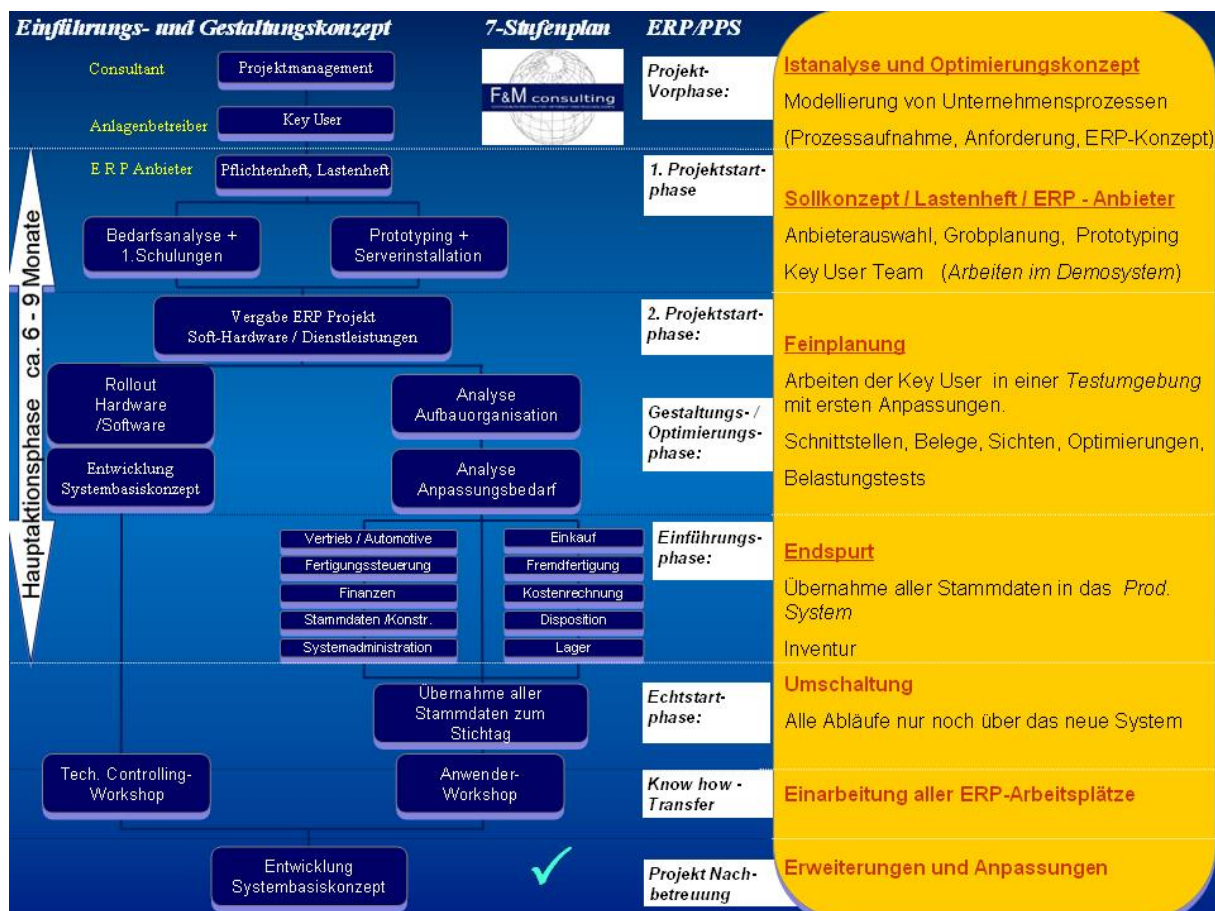 Einführungs- und Gestaltungskonzept 7-Stufenplan ERP/PPS
Consultant
Projektmanagement
Anlagenbetreiber
Key User
F&M consulting
Projekt-
Vorphase:
Istanalyse und Optimierungskonzept
Modellierung von Unternehmensprozessen
(Prozessaufnahme, Anforderung, ERP-Konzept)
Hauptaktionsphase ca. 6 - 9 Monate
E R P Anbieter
Pflichtenheft, Lastenheft
Bedarfsanalyse +
1.Schulungen
Prototyping +
Serverinstallation
1. Projektstart-
phase
Sollkonzept / Lastenheft / ERP - Anbieter
Anbieterauswahl, Grobplanung, Prototyping
Key User Team (Arbeiten im Demosystem)
Vergabe ERP Projekt
Soft-Hardware / Dienstleistungen
2. Projektstart-
phase:
Rollout
Hardware
/Software
Analyse
Aufbauorganisation
Entwicklung
Systembasiskonzept
Analyse
Anpassungsbedarf
Gestaltungs- /
Optimierungs-
phase:
Feinplanung
Arbeiten der Key User in einer Testumgebung
mit ersten Anpassungen.
Schnittstellen, Belege, Sichten, Optimierungen,
Belastungstests
Vertrieb / Automotive
Fertigungssteuerung
Finanzen
Stammdaten /Konstr.
Systemadministration
Einkauf
Fremdfertigung
Kostenrechnung
Disposition
Lager
Einführungs-
phase:
Endspurt
Übernahme aller Stammdaten in das Prod.
System
Inventur
Übernahme aller
Stammdaten zum
Stichtag
Echtstart-
phase:
Umschaltung
Alle Abläufe nur noch über das neue System
Tech. Controlling-
Workshop
Anwender-
Workshop
Know how -
Transfer
Einarbeitung aller ERP-Arbeitsplätze
Entwicklung
Systembasiskonzept
Projekt Nach-
betreuung
Erweiterungen und Anpassungen